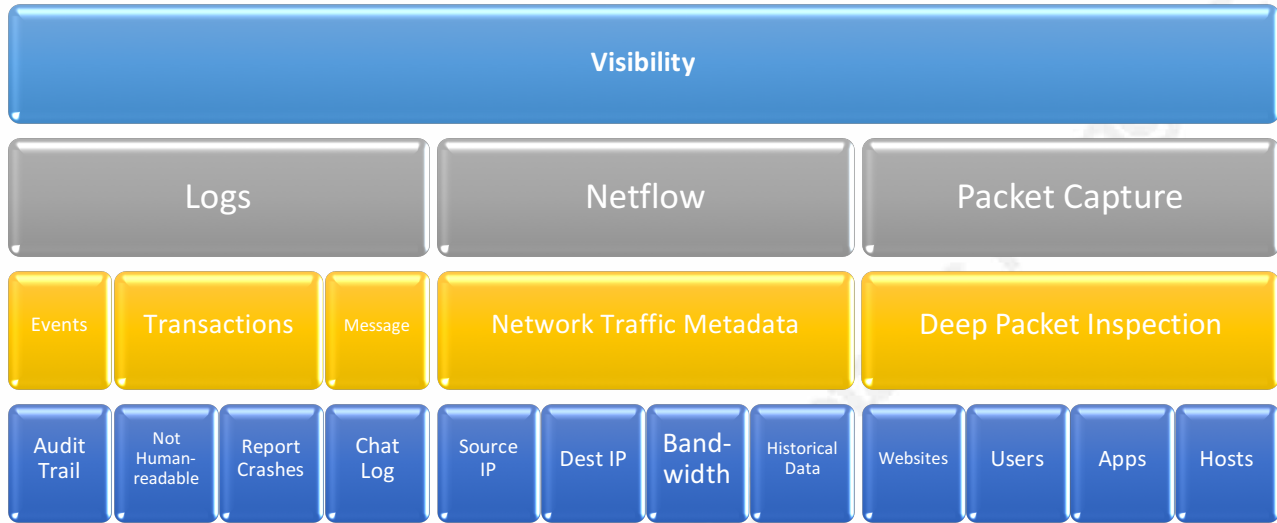 Visibility
Logs
Netflow
Packet Capture
Events
Transactions
Message
Network Traffic Metadata
Deep Packet Inspection
Audit
Trail
Not
Human-
readable
Report
Crashes
Chat
Log
Source
IP
Dest IP
Band-
width
Historical
Data
Websites
Users
Apps
Hosts